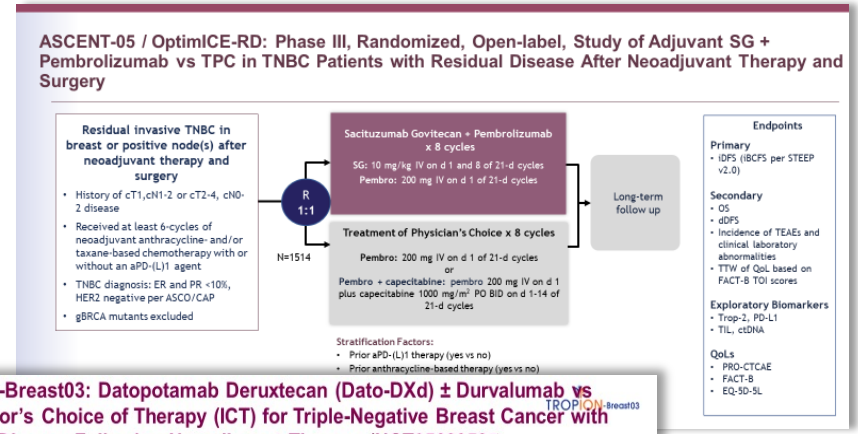 ASCENT-05 / OptimICE-RD: Phase III, Randomized, Open-label, Study of Adjuvant SG +
Pembrolizumab vs TPC in TNBC Patients with Residual Disease After Neoadjuvant Therapy and
Surgery
Residual invasive TNBC in
breast or positive node(s) after
neoadjuvant therapy and
surgery
• History of cT1,cN1-2 or cT2-4, cN0-
2 disease
• Received at least 6-cycles of
neoadjuvant anthracycline- and/or
taxane-based chemotherapy with or
without an aPD-(L)1 agent
• TNBC diagnosis: ER and PR <10%,
HER2 negative per ASCO/CAP
• gBRCA mutants excluded
R
1:1
N=1514
Sacituzumab Govitecan + Pembrolizumab
x 8 cycles
SG: 10 mg/kg IV on d 1 and 8 of 21-d cycles
Pembro: 200 mg IV on d 1 of 21-d cycles
Treatment of Physician's Choice x 8 cycles
Pembro: 200 mg IV on d 1 of 21-d cycles
or
Pembro + capecitabine: pembro 200 mg IV on d 1
plus capecitabine 1000 mg/m² PO BID on d 1-14 of
21-d cycles
Stratification Factors:
• Prior aPD-(L)1 therapy (yes vs no)
• Prior anthracycline-based therapy (yes vs no)
Long-term
follow up
Endpoints
Primary
• iDFS (iBCFS per STEEP
v2.0)
Secondary
• OS
• dDFS
• Incidence of TEAEs and
clinical laboratory
abnormalities
• TTW of QoL based on
FACT-B TOI scores
Exploratory Biomarkers
• Trop-2, PD-L1
• TIL, ctDNA
QoLs
• PRO-CTCAE
• FACT-B
• EQ-5D-5L
-Breast03: Datopotamab Deruxtecan (Dato-DXd) ± Durvalumab vs
or's Choice of Therapy (ICT) for Triple-Negative Breast Cancer with
TROPION-Breast03